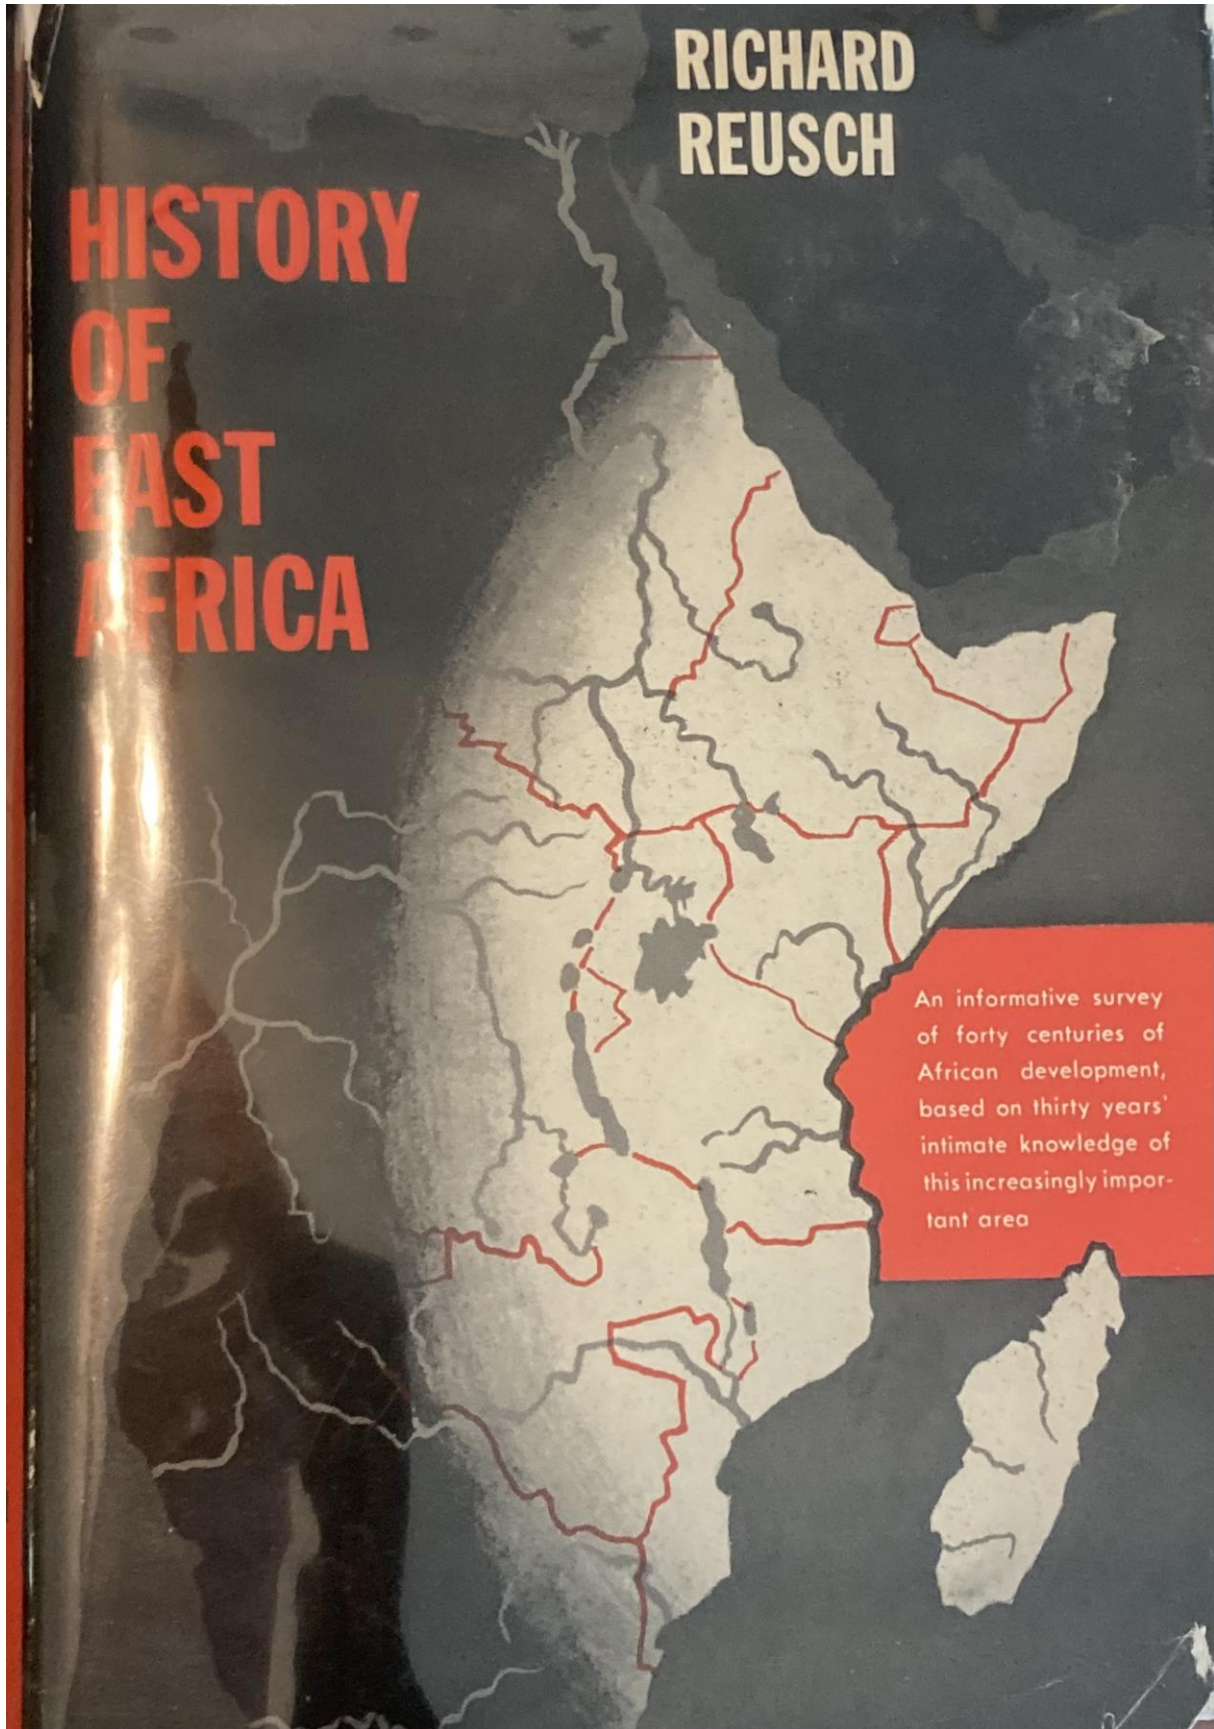 RICHARD
REUSCH
HISTORY
OF
EAST
AFRICA
An informative survey
of forty centuries of
African development,
based on thirty years'
intimate knowledge of
this increasingly impor-
tant area